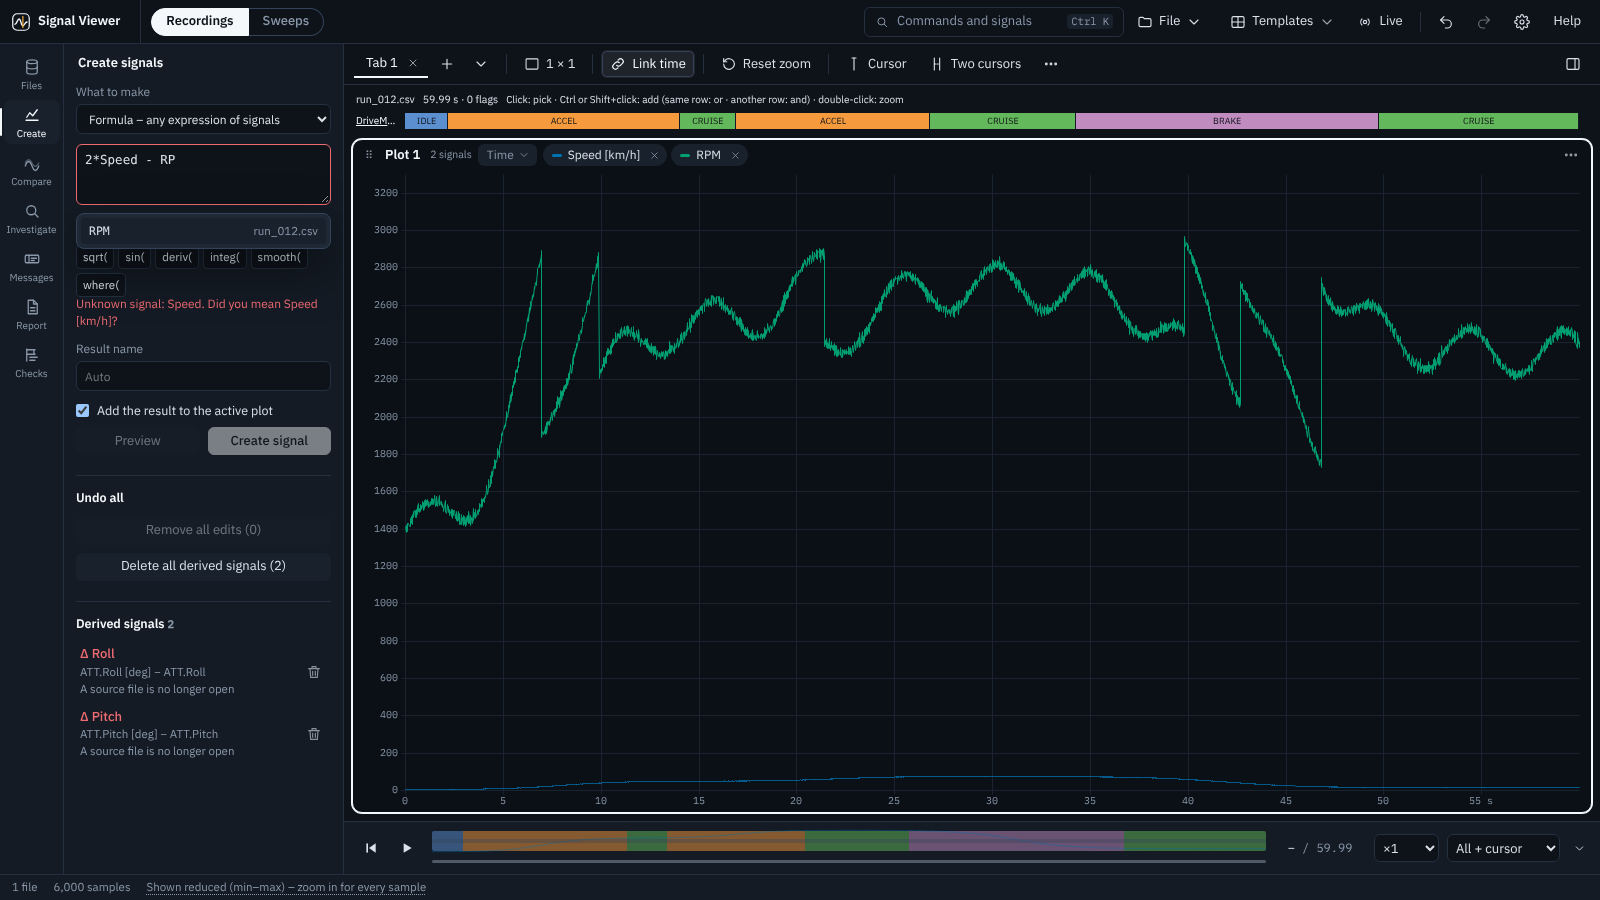 Signal Viewer
Recordings
Sweeps
Commands and signals
Ctrl K
File
Templates
Live
Help
Files
Create
Compare
Investigate
Messages
Report
Checks
Create signals
What to make
Formula – any expression of signals
2*Speed - RP
RPM
run_012.csv
sqrt(
sin(
deriv(
integ(
smooth(
where(
Unknown signal: Speed. Did you mean Speed
[km/h]?
Result name
Auto
Add the result to the active plot
Preview
Create signal
Undo all
Remove all edits (0)
Delete all derived signals (2)
Derived signals 2
Δ Roll
ATT.Roll [deg] – ATT.Roll
A source file is no longer open
Δ Pitch
ATT.Pitch [deg] – ATT.Pitch
A source file is no longer open
Tab 1
1 × 1
Link time
Reset zoom
Cursor
Two cursors
run_012.csv 59.99 s · 0 flags Click: pick · Ctrl or Shift+click: add (same row: or · another row: and) · double-click: zoom
DriveM...
IDLE
ACCEL
CRUISE
ACCEL
CRUISE
BRAKE
CRUISE
Plot 1
2 signals
Time
Speed [km/h]
RPM
3200
3000
2800
2600
2400
2200
2000
1800
1600
1400
1200
1000
800
600
400
200
0
0 5 10 15 20 25 30 35 40 45 50 55 s
– / 59.99
×1
All + cursor
1 file
6,000 samples
Shown reduced (min–max) – zoom in for every sample